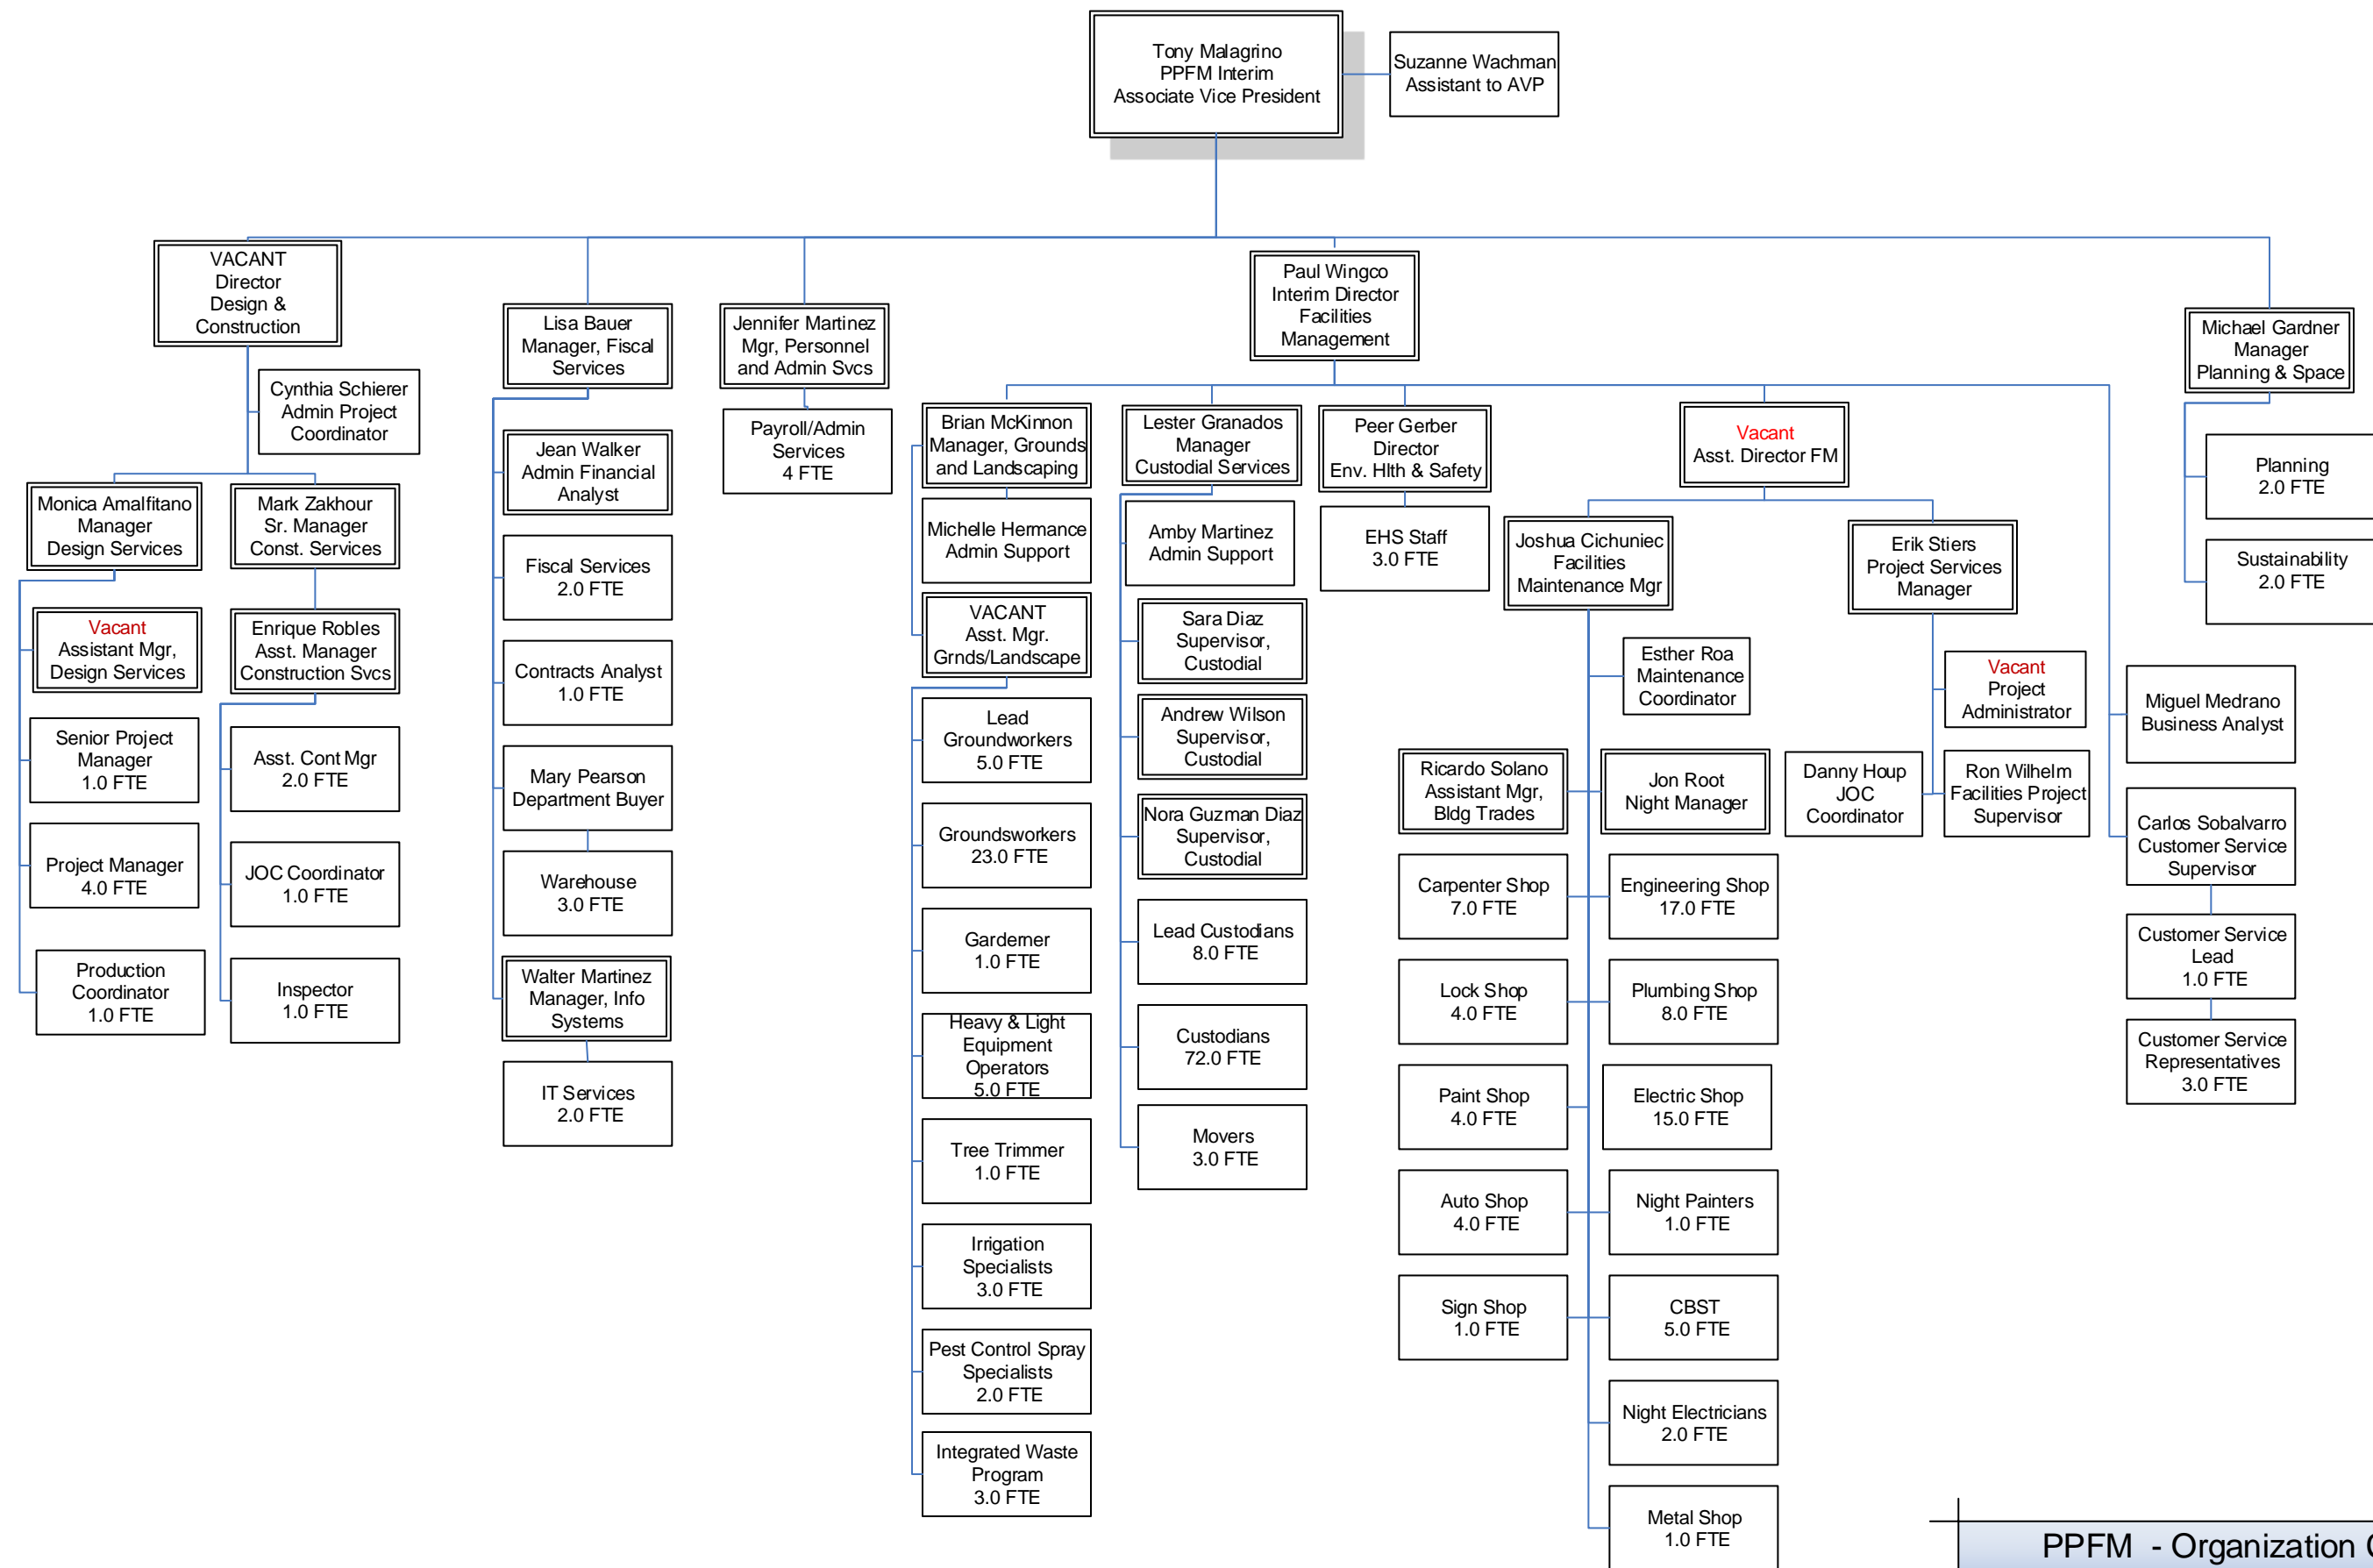 Tony Malagrino
PPFM Interim
Associate Vice President
Suzanne Wachman
Assistant to AVP
VACANT
Director
Design &
Construction
Cynthia Schierer
Admin Project
Coordinator
Monica Amalfitano
Manager
Design Services
Vacant
Assistant Mgr,
Design Services
Senior Project
Manager
1.0 FTE
Project Manager
4.0 FTE
Production
Coordinator
1.0 FTE
Mark Zakhour
Sr. Manager
Const. Services
Enrique Robles
Asst. Manager
Construction Svcs
Asst. Cont Mgr
2.0 FTE
JOC Coordinator
1.0 FTE
Inspector
1.0 FTE
Lisa Bauer
Manager, Fiscal
Services
Jean Walker
Admin Financial
Analyst
Fiscal Services
2.0 FTE
Contracts Analyst
1.0 FTE
Mary Pearson
Department Buyer
Warehouse
3.0 FTE
Walter Martinez
Manager, Info
Systems
IT Services
2.0 FTE
Jennifer Martinez
Mgr, Personnel
and Admin Svcs
Payroll/Admin
Services
4 FTE
Paul Wingco
Interim Director
Facilities
Management
Brian McKinnon
Manager, Grounds
and Landscaping
Michelle Hermance
Admin Support
VACANT
Asst. Mgr.
Grnds/Landscape
Lead
Groundworkers
5.0 FTE
Groundsworkers
23.0 FTE
Garderner
1.0 FTE
Heavy & Light
Equipment
Operators
5.0 FTE
Tree Trimmer
1.0 FTE
Irrigation
Specialists
3.0 FTE
Pest Control Spray
Specialists
2.0 FTE
Integrated Waste
Program
3.0 FTE
Lester Granados
Manager
Custodial Services
Amby Martinez
Admin Support
Sara Diaz
Supervisor,
Custodial
Andrew Wilson
Supervisor,
Custodial
Nora Guzman Diaz
Supervisor,
Custodial
Lead Custodians
8.0 FTE
Custodians
72.0 FTE
Movers
3.0 FTE
Peer Gerber
Director
Env. Hlth & Safety
EHS Staff
3.0 FTE
Vacant
Asst. Director FM
Joshua Cichuniec
Facilities
Maintenance Mgr
Esther Roa
Maintenance
Coordinator
Ricardo Solano
Assistant Mgr,
Bldg Trades
Jon Root
Night Manager
Carpenter Shop
7.0 FTE
Engineering Shop
17.0 FTE
Lock Shop
4.0 FTE
Plumbing Shop
8.0 FTE
Paint Shop
4.0 FTE
Electric Shop
15.0 FTE
Auto Shop
4.0 FTE
Night Painters
1.0 FTE
Sign Shop
1.0 FTE
CBST
5.0 FTE
Night Electricians
2.0 FTE
Metal Shop
1.0 FTE
Erik Stiers
Project Services
Manager
Vacant
Project
Administrator
Danny Houp
JOC
Coordinator
Ron Wilhelm
Facilities Project
Supervisor
Miguel Medrano
Business Analyst
Carlos Sobalvarro
Customer Service
Supervisor
Customer Service
Lead
1.0 FTE
Customer Service
Representatives
3.0 FTE
Michael Gardner
Manager
Planning & Space
Planning
2.0 FTE
Sustainability
2.0 FTE
PPFM - Organization